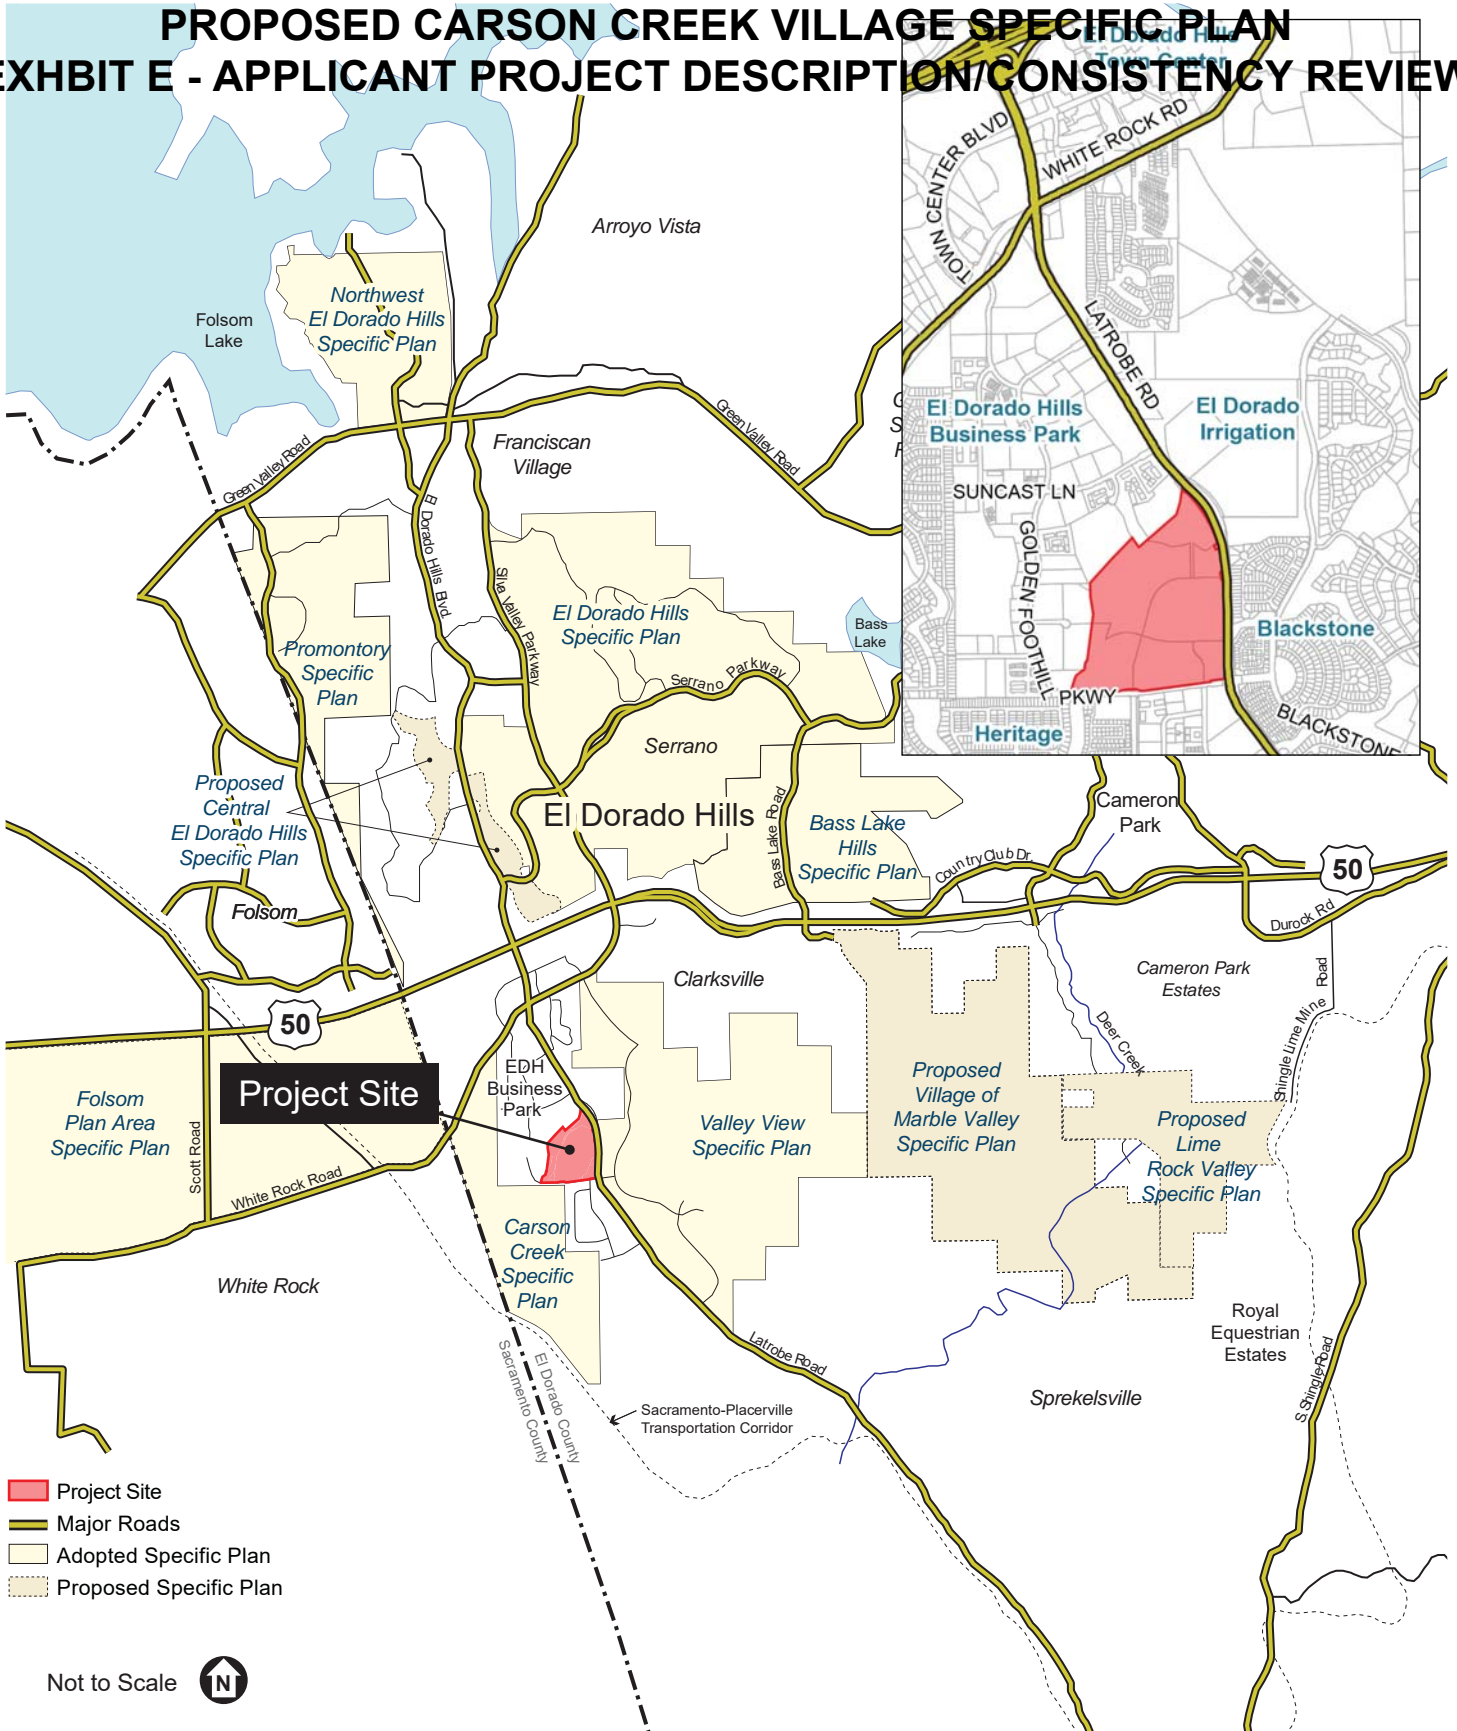 PROPOSED CARSON CREEK VILLAGE SPECIFIC PLAN
EXHBIT E - APPLICANT PROJECT DESCRIPTION/CONSISTENCY REVIEW
El Dorado Hills
Town Center
WHITE ROCK RD
TOWN CENTER BLVD
LATROBE RD
El Dorado Hills
Business Park
El Dorado
Irrigation
SUNCAST LN
GOLDEN FOOTHILL
PKWY
Blackstone
Heritage
BLACKSTONE
Arroyo Vista
Northwest
El Dorado Hills
Specific Plan
Folsom
Lake
Green Valley Road
Green Valley Road
Franciscan
Village
El Dorado Hills Blvd.
Silva Valley Parkway
El Dorado Hills
Specific Plan
Bass
Lake
Promontory
Specific
Plan
Serrano Parkway
Serrano
Proposed
Central
El Dorado Hills
Specific Plan
El Dorado Hills
Bass Lake Road
Bass Lake
Hills
Specific Plan
Cameron
Park
Country Club Dr.
50
Durock Rd
Folsom
Clarksville
Cameron Park
Estates
Road
Shingle Lime Mine
50
Deer Creek
Project Site
EDH
Business
Park
Folsom
Plan Area
Specific Plan
Scott Road
White Rock Road
Valley View
Specific Plan
Proposed
Village of
Marble Valley
Specific Plan
Proposed
Lime
Rock Valley
Specific Plan
Carson
Creek
Specific
Plan
White Rock
Royal
Equestrian
Estates
Latrobe Road
S. Shingle Road
Sacramento County
El Dorado County
Sprekelsville
Sacramento-Placerville
Transportation Corridor
Project Site
Major Roads
Adopted Specific Plan
Proposed Specific Plan
Not to Scale
N